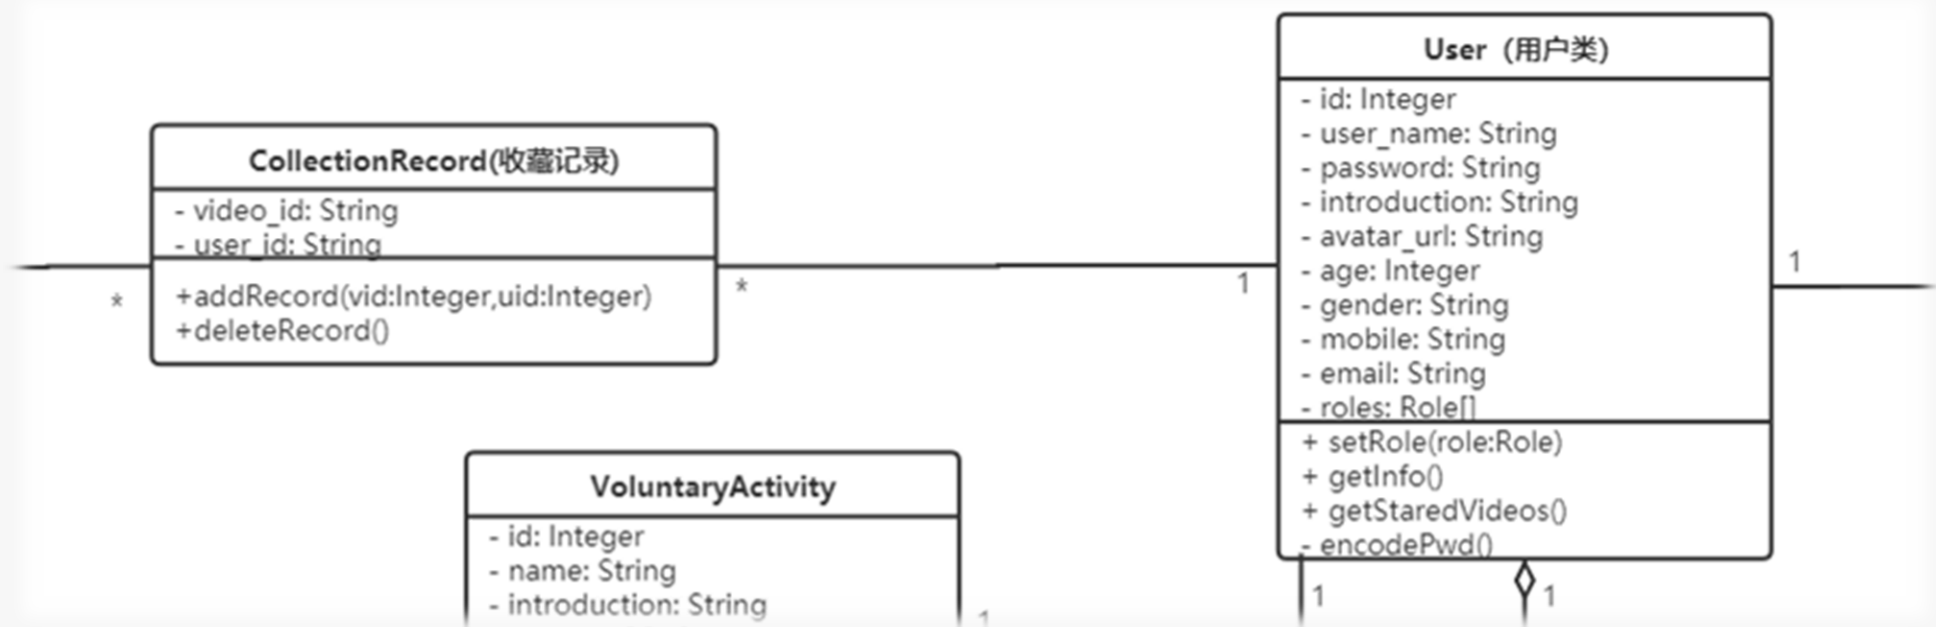 User (用户类)
- id: Integer
- user_name: String
- password: String
- introduction: String
- avatar_url: String
- age: Integer
- gender: String
- mobile: String
- email: String
- roles: Role[]
+ setRole(role:Role)
+ getInfo()
+ getStaredVideos()
- encodePwd()
1
1
1
1
CollectionRecord(收藏记录)
- video_id: String
- user_id: String
+addRecord(vid:Integer,uid:Integer)
+deleteRecord()
*
*
VoluntaryActivity
- id: Integer
- name: String
- introduction: String
1